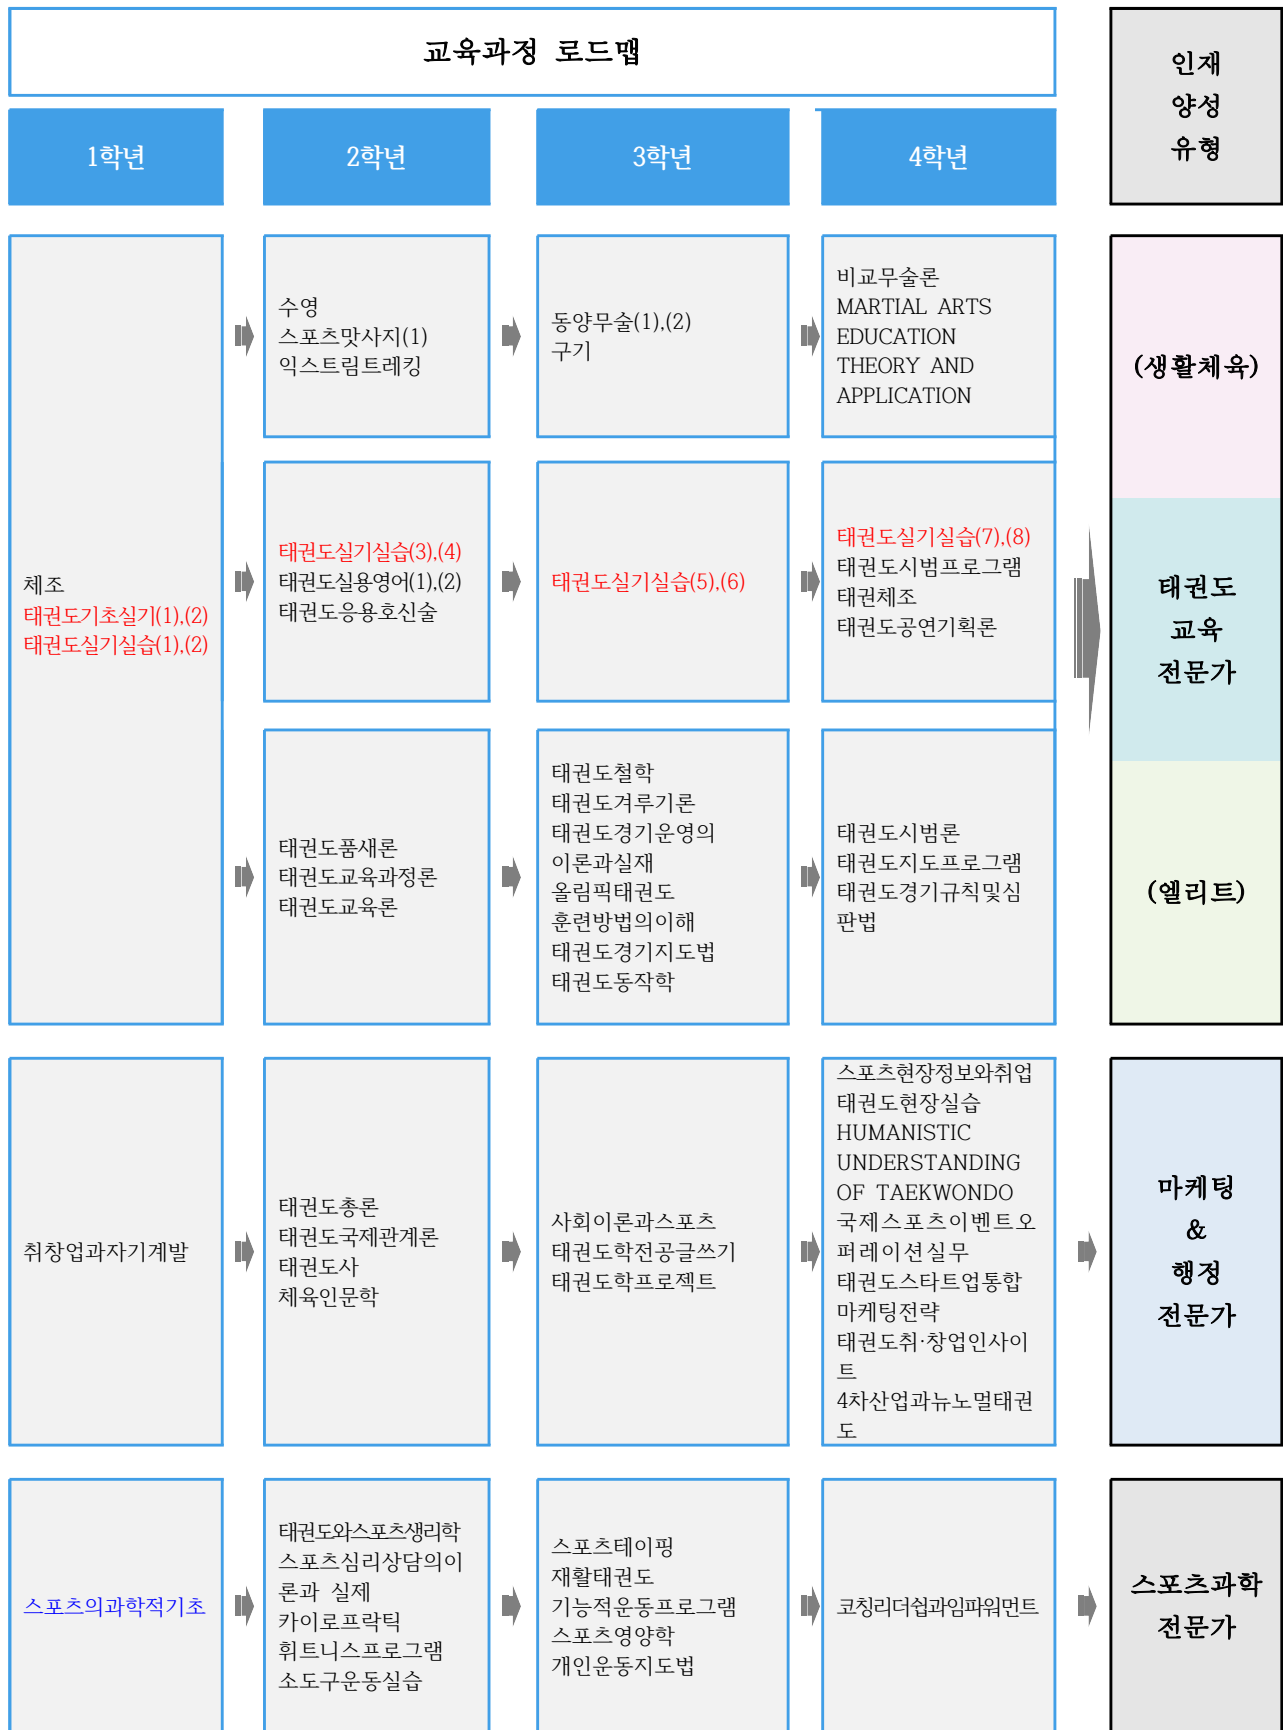 교육과정 로드맵
인재
양성
유형
1학년
2학년
3학년
4학년
체조
태권도기초실기(1),(2)
태권도실기실습(1),(2)
수영
스포츠맛사지(1)
익스트림트레킹
동양무술(1),(2)
구기
비교무술론
MARTIAL ARTS
EDUCATION
THEORY AND
APPLICATION
(생활체육)
태권도실기실습(3),(4)
태권도실용영어(1),(2)
태권도응용호신술
태권도실기실습(5),(6)
태권도실기실습(7),(8)
태권도시범프로그램
태권체조
태권도공연기획론
태권도
교육
전문가
태권도품새론
태권도교육과정론
태권도교육론
태권도철학
태권도겨루기론
태권도경기운영의
이론과실재
올림픽태권도
훈련방법의이해
태권도경기지도법
태권도동작학
태권도시범론
태권도지도프로그램
태권도경기규칙및심
판법
(엘리트)
취창업과자기계발
태권도총론
태권도국제관계론
태권도사
체육인문학
사회이론과스포츠
태권도학전공글쓰기
태권도학프로젝트
스포츠현장정보와취업
태권도현장실습
HUMANISTIC
UNDERSTANDING
OF TAEKWONDO
국제스포츠이벤트오
퍼레이션실무
태권도스타트업통합
마케팅전략
태권도취·창업인사이
트
4차산업과뉴노멀태권
도
마케팅
&
행정
전문가
스포츠의과학적기초
태권도와스포츠생리학
스포츠심리상담의이
론과 실제
카이로프락틱
휘트니스프로그램
소도구운동실습
스포츠테이핑
재활태권도
기능적운동프로그램
스포츠영양학
개인운동지도법
코칭리더쉽과임파워먼트
스포츠과학
전문가